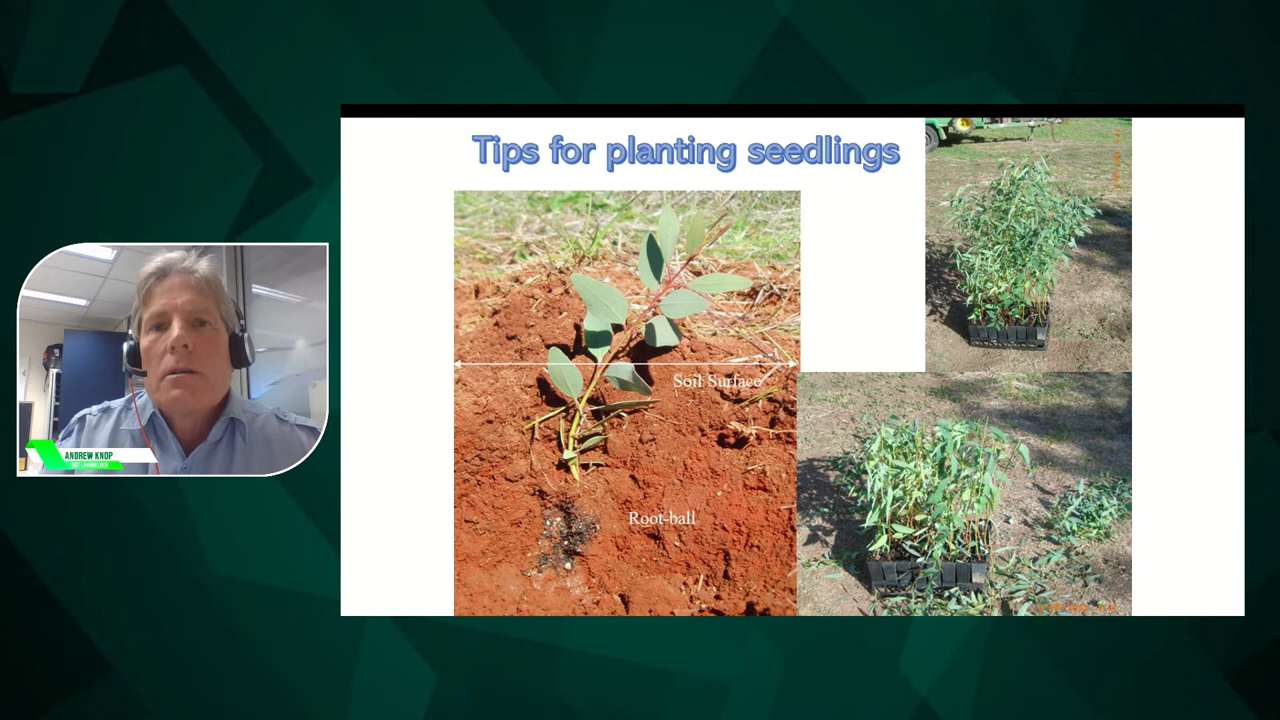 Tips for planting seedlings
Soil Surface
Root-ball
ANDREW KNOP